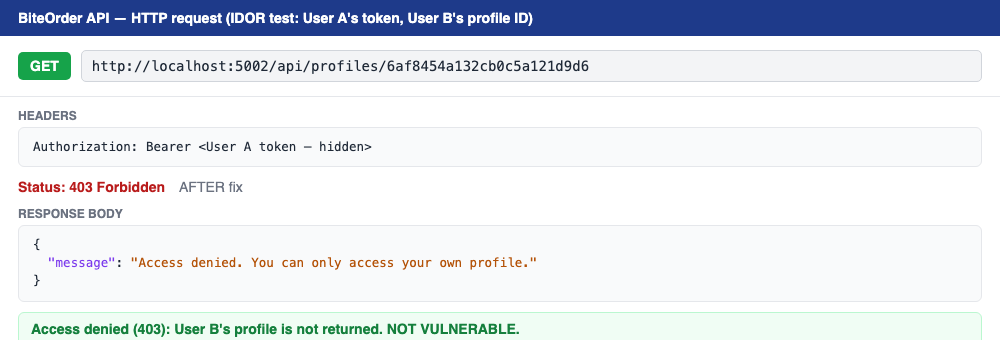 BiteOrder API — HTTP request (IDOR test: User A's token, User B's profile ID)
GET http://localhost:5002/api/profiles/6af8454a132cb0c5a121d9d6
HEADERS
Authorization: Bearer <User A token — hidden>
Status: 403 Forbidden AFTER fix
RESPONSE BODY
{
"message": "Access denied. You can only access your own profile."
}
Access denied (403): User B's profile is not returned. NOT VULNERABLE.